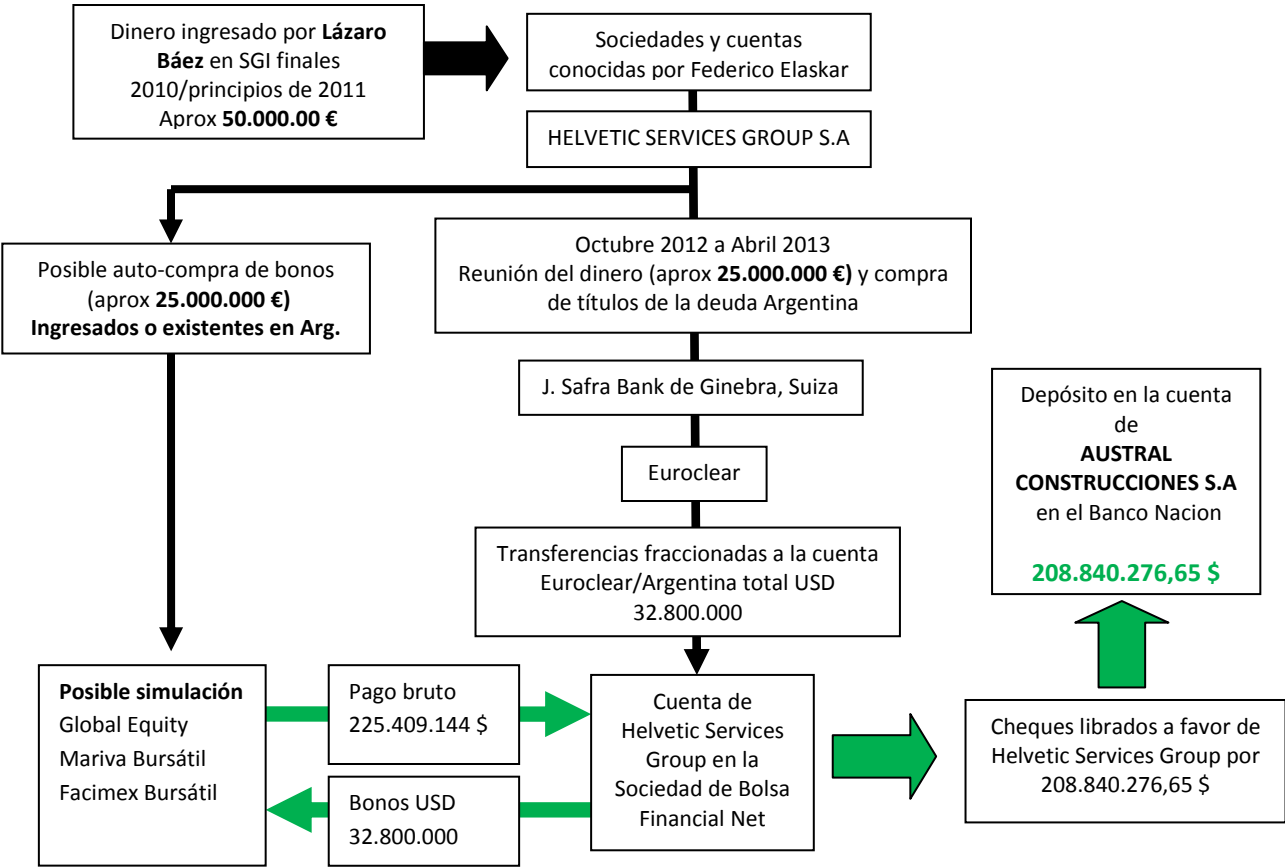 Dinero ingresado por Lázaro
Báez en SGI finales
2010/principios de 2011
Aprox 50.000.00 €
Sociedades y cuentas
conocidas por Federico Elaskar
HELVETIC SERVICES GROUP S.A
Posible auto-compra de bonos
(aprox 25.000.000 €)
Ingresados o existentes en Arg.
Octubre 2012 a Abril 2013
Reunión del dinero (aprox 25.000.000 €) y compra
de títulos de la deuda Argentina
J. Safra Bank de Ginebra, Suiza
Euroclear
Transferencias fraccionadas a la cuenta
Euroclear/Argentina total USD
32.800.000
Posible simulación
Global Equity
Mariva Bursátil
Facimex Bursátil
Pago bruto
225.409.144 $
Bonos USD
32.800.000
Cuenta de
Helvetic Services
Group en la
Sociedad de Bolsa
Financial Net
Cheques librados a favor de
Helvetic Services Group por
208.840.276,65 $
Depósito en la cuenta
de
AUSTRAL
CONSTRUCCIONES S.A
en el Banco Nacion
208.840.276,65 $